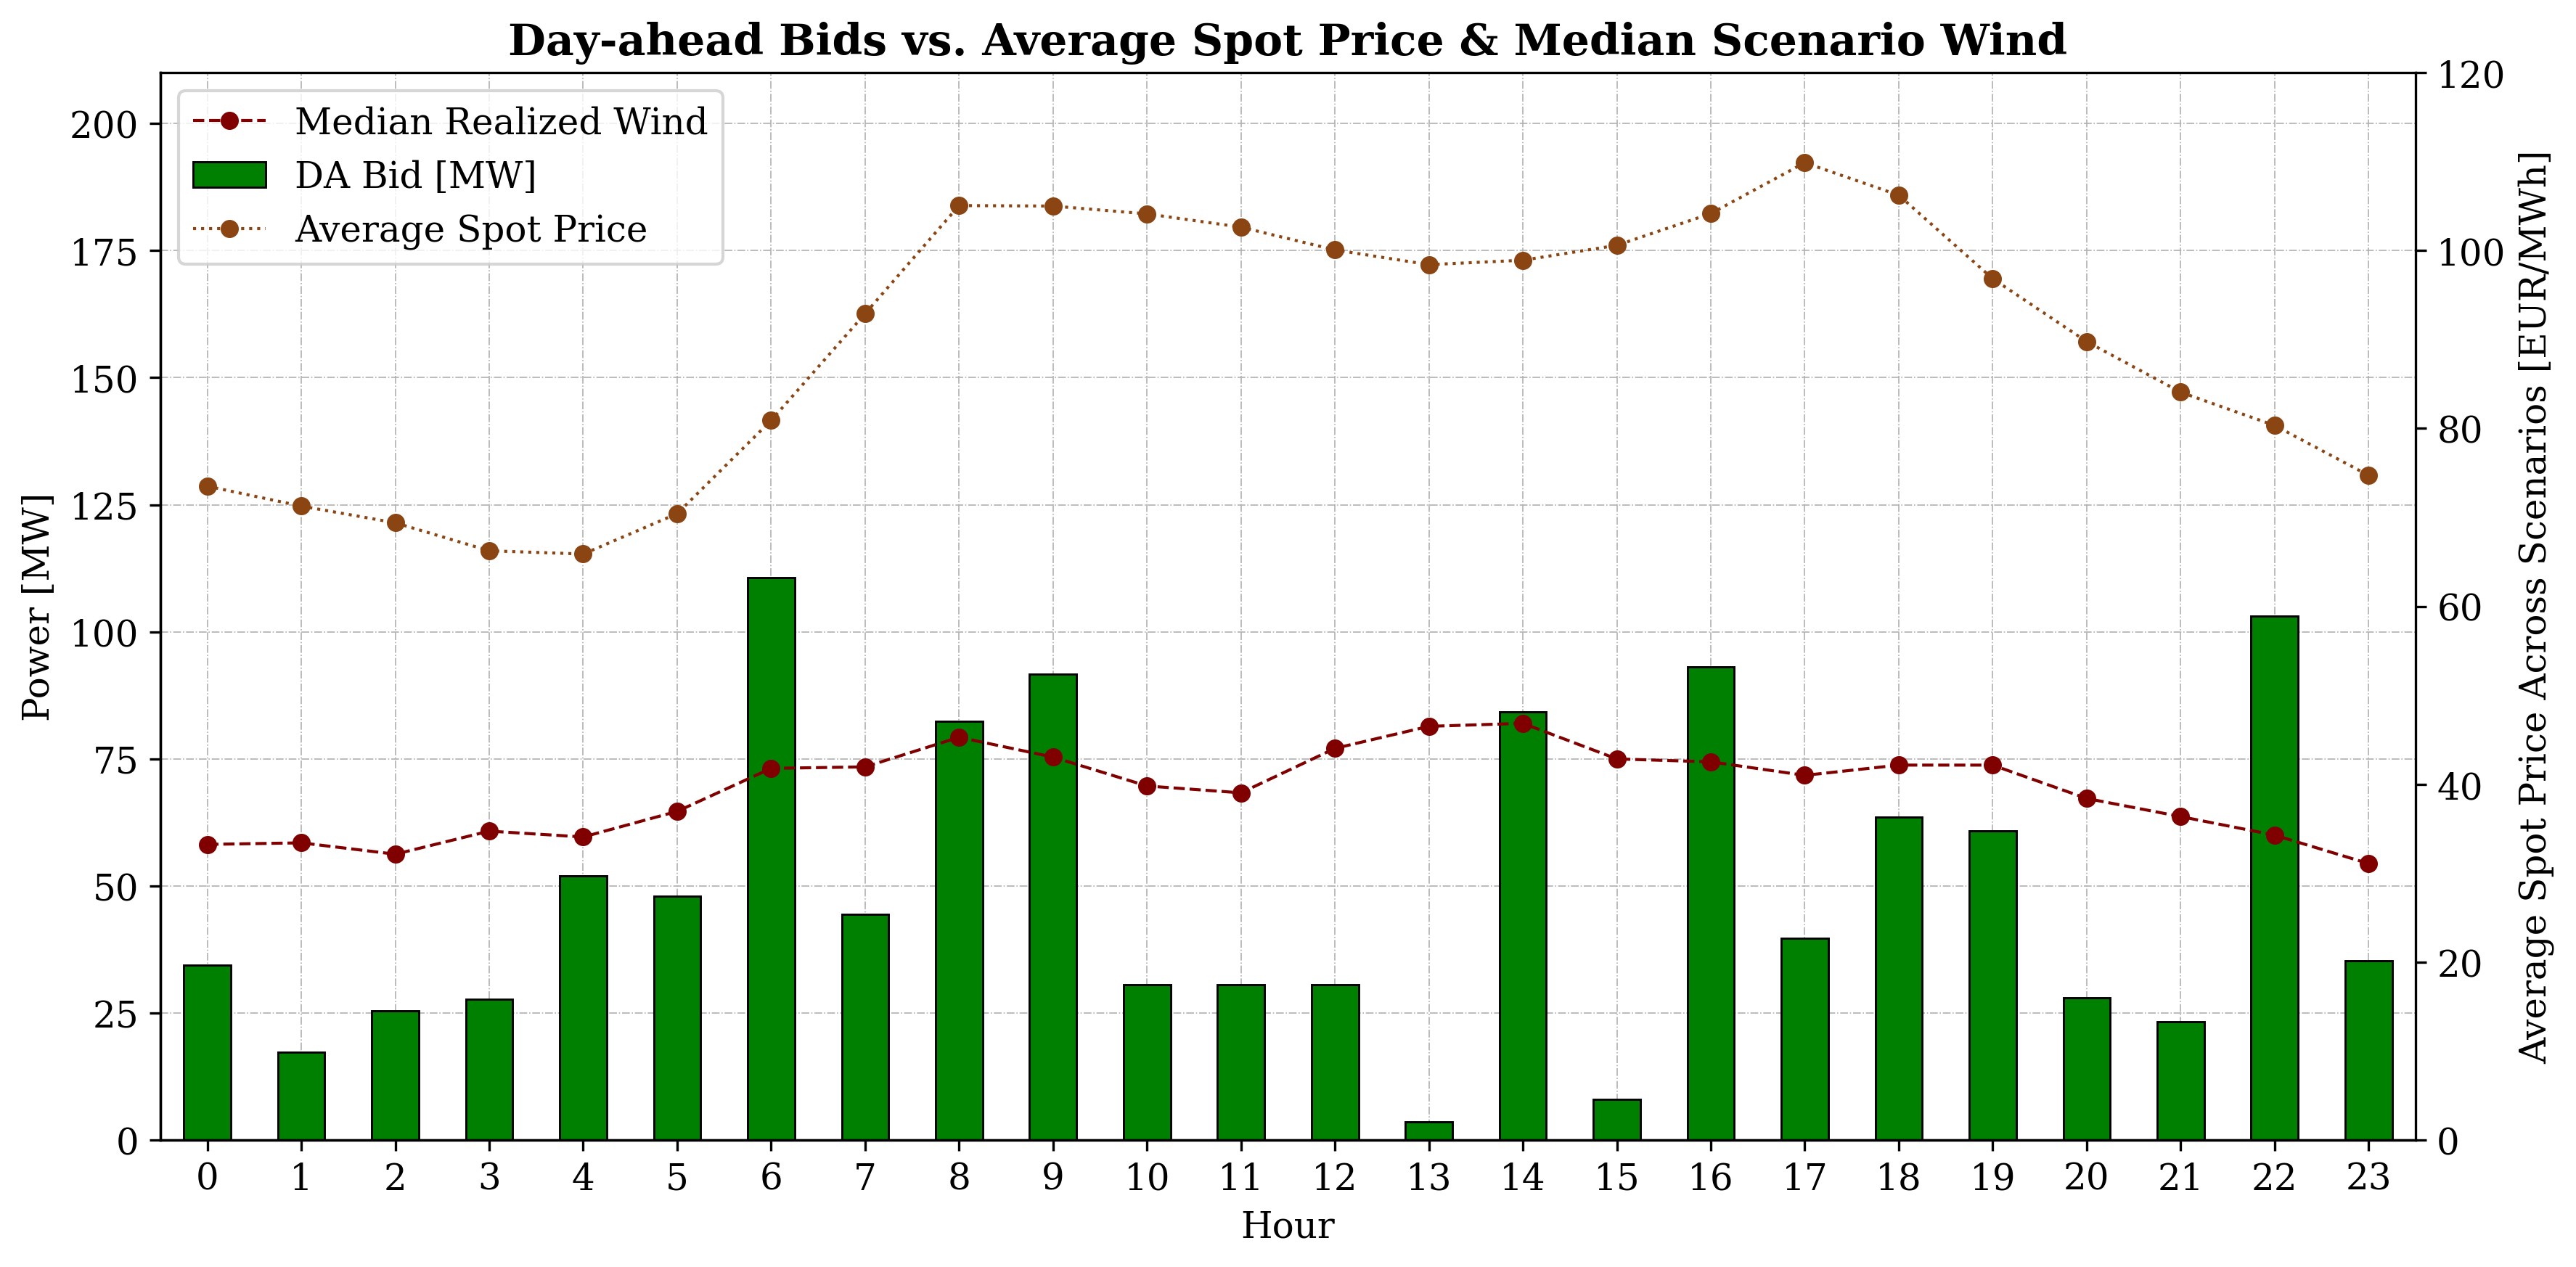 Day-ahead Bids vs. Average Spot Price & Median Scenario Wind
Median Realized Wind
DA Bid [MW]
Average Spot Price
Power [MW]
200
175
150
125
100
75
50
25
0
120
100
80
60
40
20
0
Average Spot Price Across Scenarios [EUR/MWh]
0 1 2 3 4 5 6 7 8 9 10 11 12 13 14 15 16 17 18 19 20 21 22 23
Hour